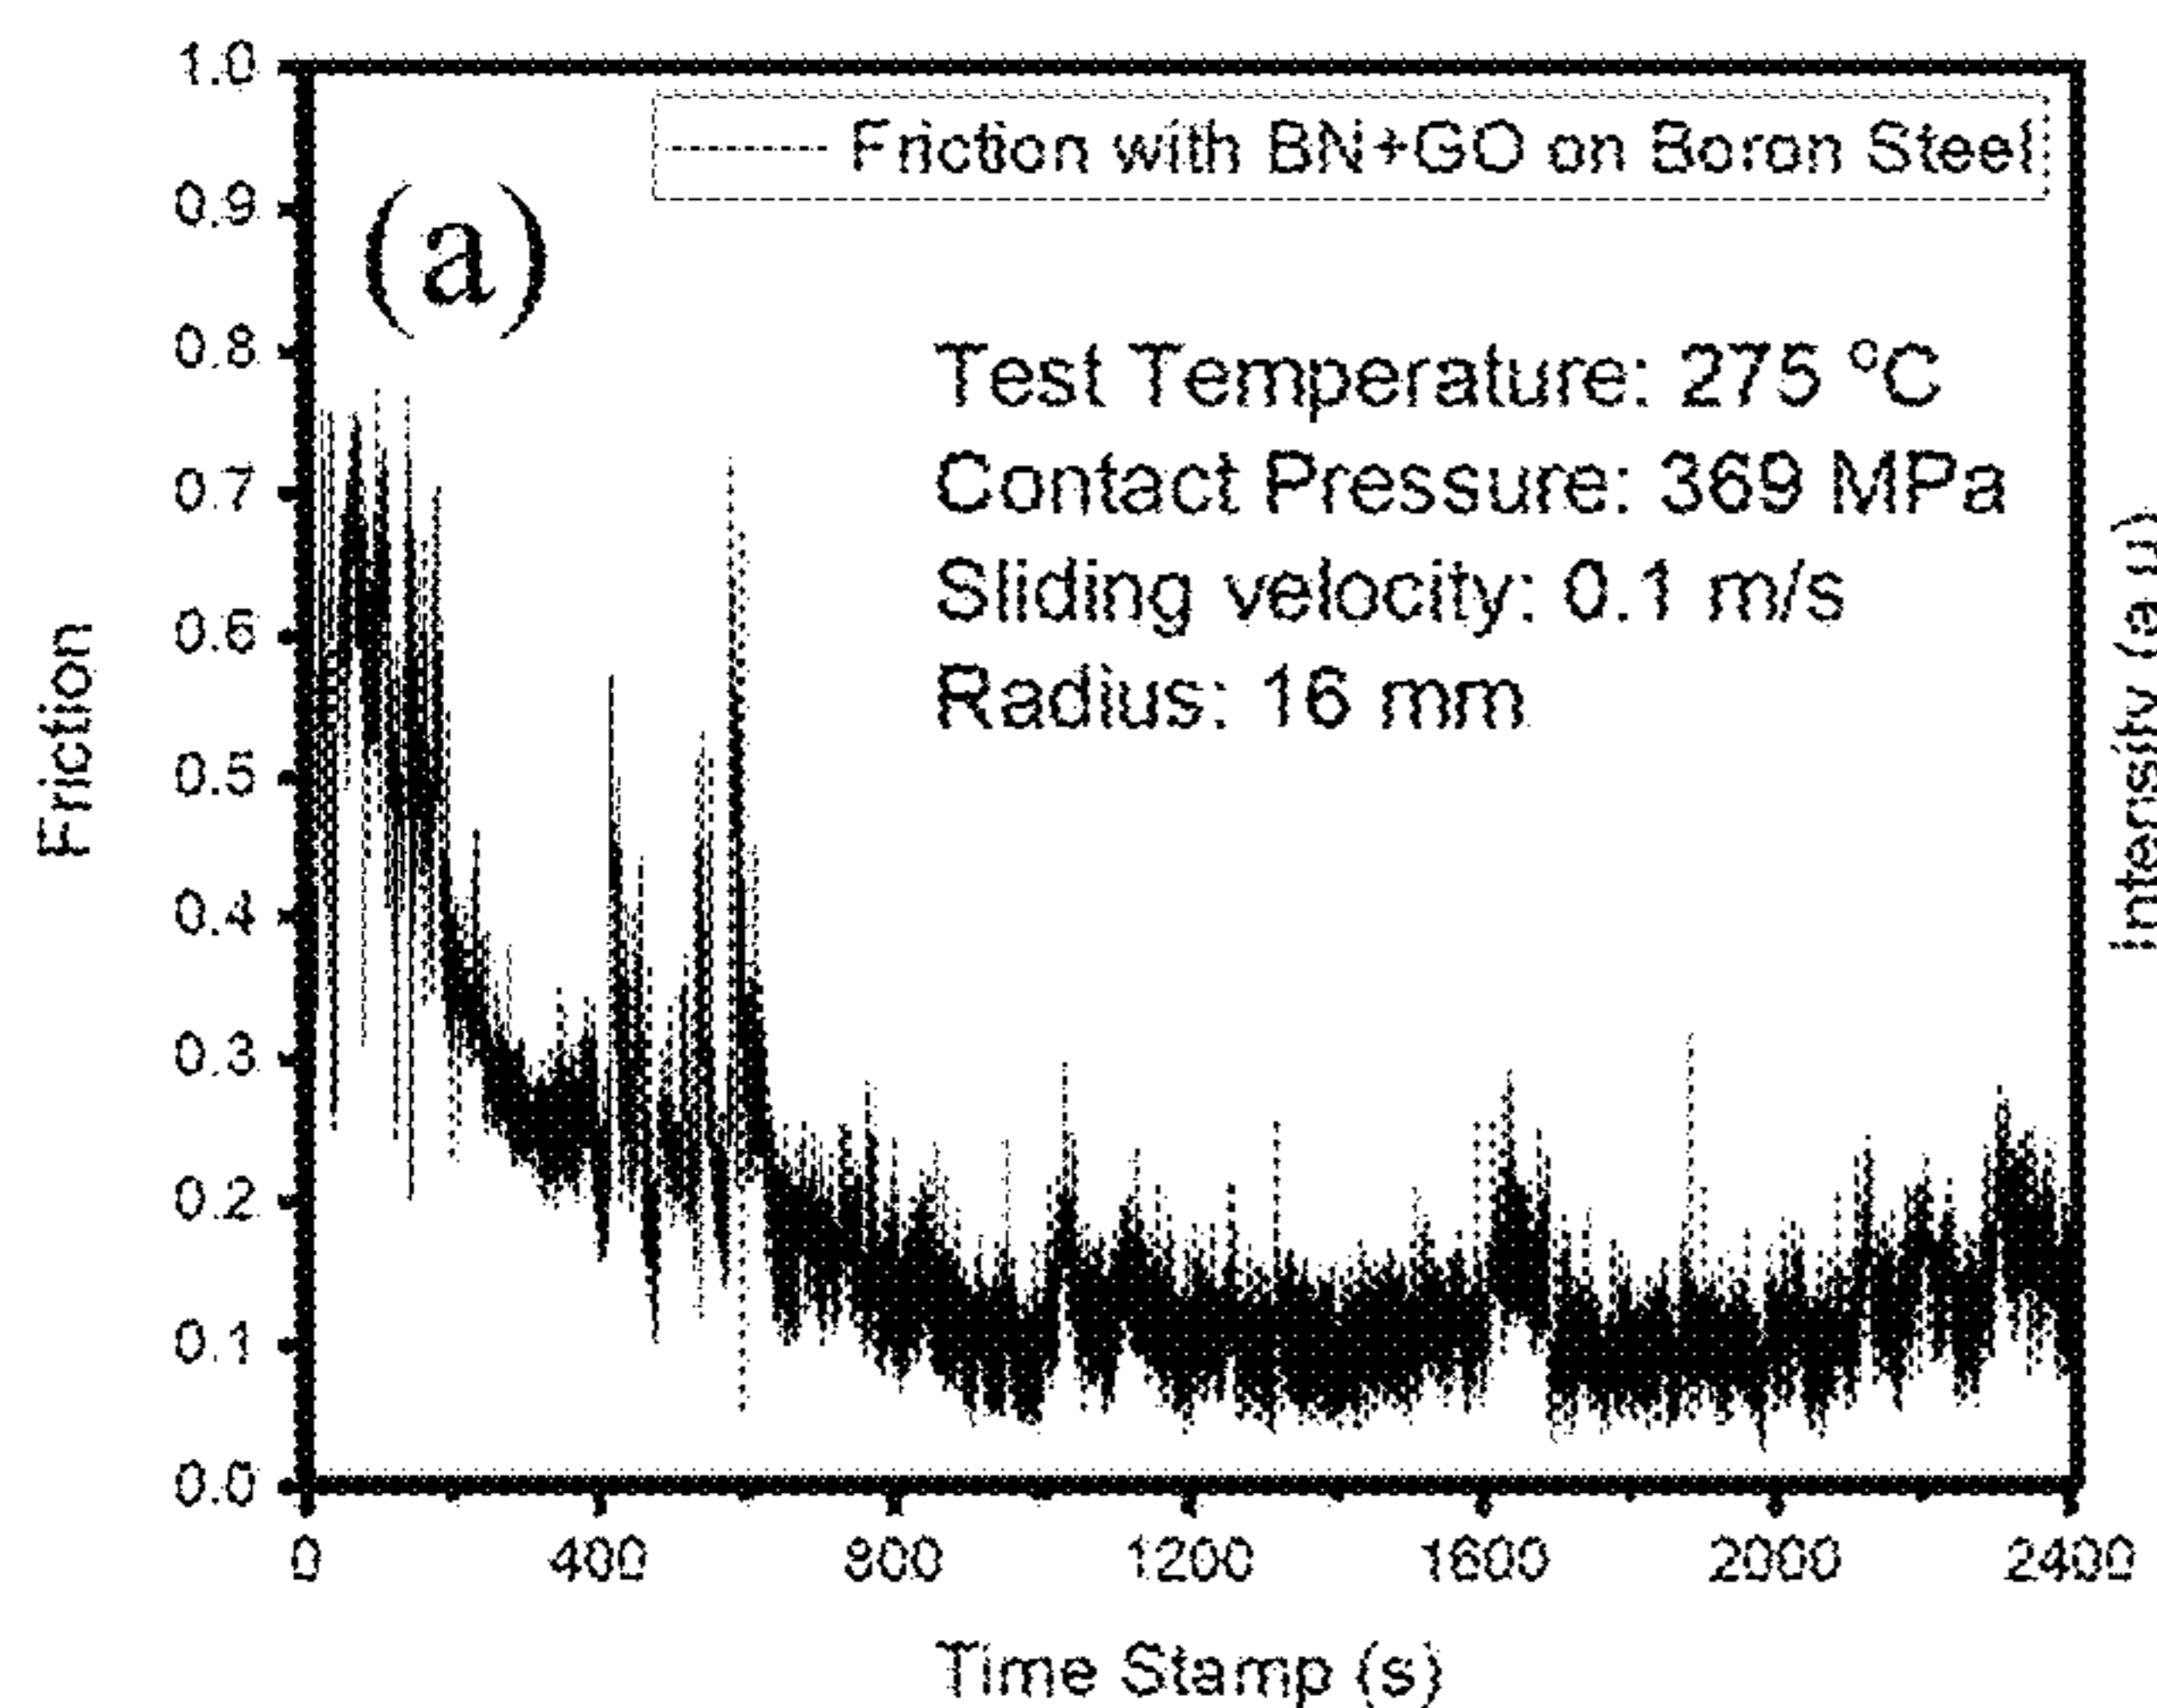 1.0
Friction with BN+GO on Boron Steel
0.9
(a)
0.8
Test Temperature: 275 °C
Contact Pressure: 369 MPa
0.7
Sliding velocity: 0.1 m/s
0.6
Radius: 16 mm
0.5
0.4
0.3
0.2
0.1
0.0
Friction
Intensity (a.u)
0 400 800 1200 1600 2000 2400
Time Stamp (s)